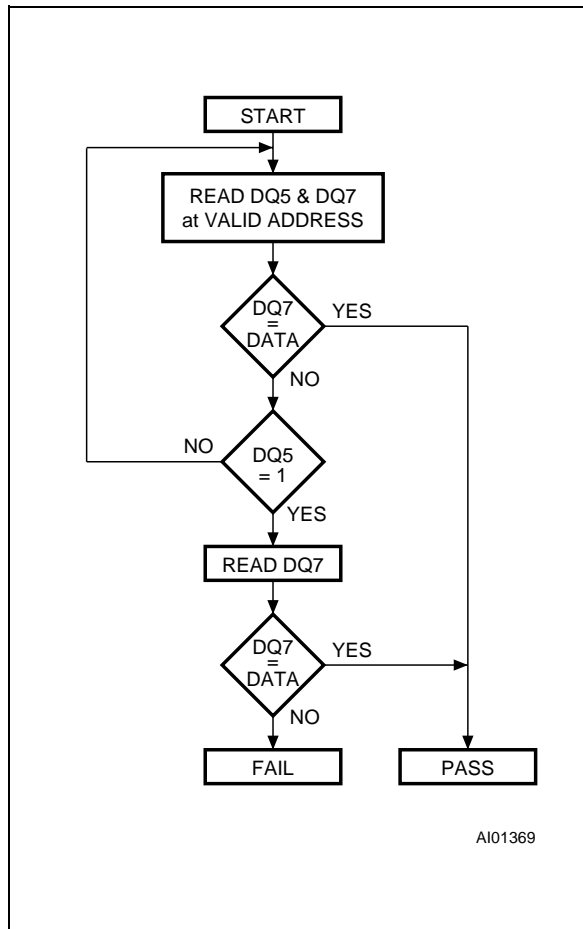 START
READ DQ5 & DQ7
at VALID ADDRESS
DQ7
=
DATA
YES
NO
DQ5
= 1
NO
YES
READ DQ7
DQ7
=
DATA
YES
NO
FAIL
PASS
AI01369